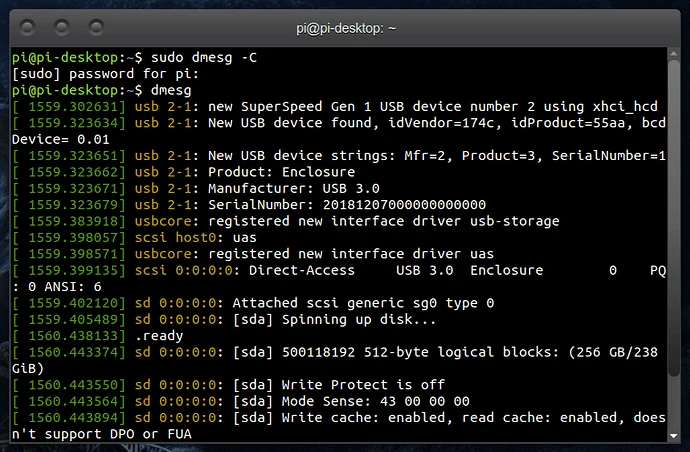 pi@pi-desktop: ~
pi@pi-desktop:~$ sudo dmesg -C
[sudo] password for pi:
pi@pi-desktop:~$ dmesg
[ 1559.302631] usb 2-1: new SuperSpeed Gen 1 USB device number 2 using xhci_hcd
[ 1559.323634] usb 2-1: New USB device found, idVendor=174c, idProduct=55aa, bcd
Device= 0.01
[ 1559.323651] usb 2-1: New USB device strings: Mfr=2, Product=3, SerialNumber=1
[ 1559.323662] usb 2-1: Product: Enclosure
[ 1559.323671] usb 2-1: Manufacturer: USB 3.0
[ 1559.323679] usb 2-1: SerialNumber: 20181207000000000000
[ 1559.383918] usbcore: registered new interface driver usb-storage
[ 1559.398057] scsi host0: uas
[ 1559.398571] usbcore: registered new interface driver uas
[ 1559.399135] scsi 0:0:0:0: Direct-Access     USB 3.0  Enclosure        0    PQ
: 0 ANSI: 6
[ 1559.402120] sd 0:0:0:0: Attached scsi generic sg0 type 0
[ 1559.405489] sd 0:0:0:0: [sda] Spinning up disk...
[ 1560.438133] .ready
[ 1560.443374] sd 0:0:0:0: [sda] 500118192 512-byte logical blocks: (256 GB/238
GiB)
[ 1560.443550] sd 0:0:0:0: [sda] Write Protect is off
[ 1560.443564] sd 0:0:0:0: [sda] Mode Sense: 43 00 00 00
[ 1560.443894] sd 0:0:0:0: [sda] Write cache: enabled, read cache: enabled, does
n't support DPO or FUA